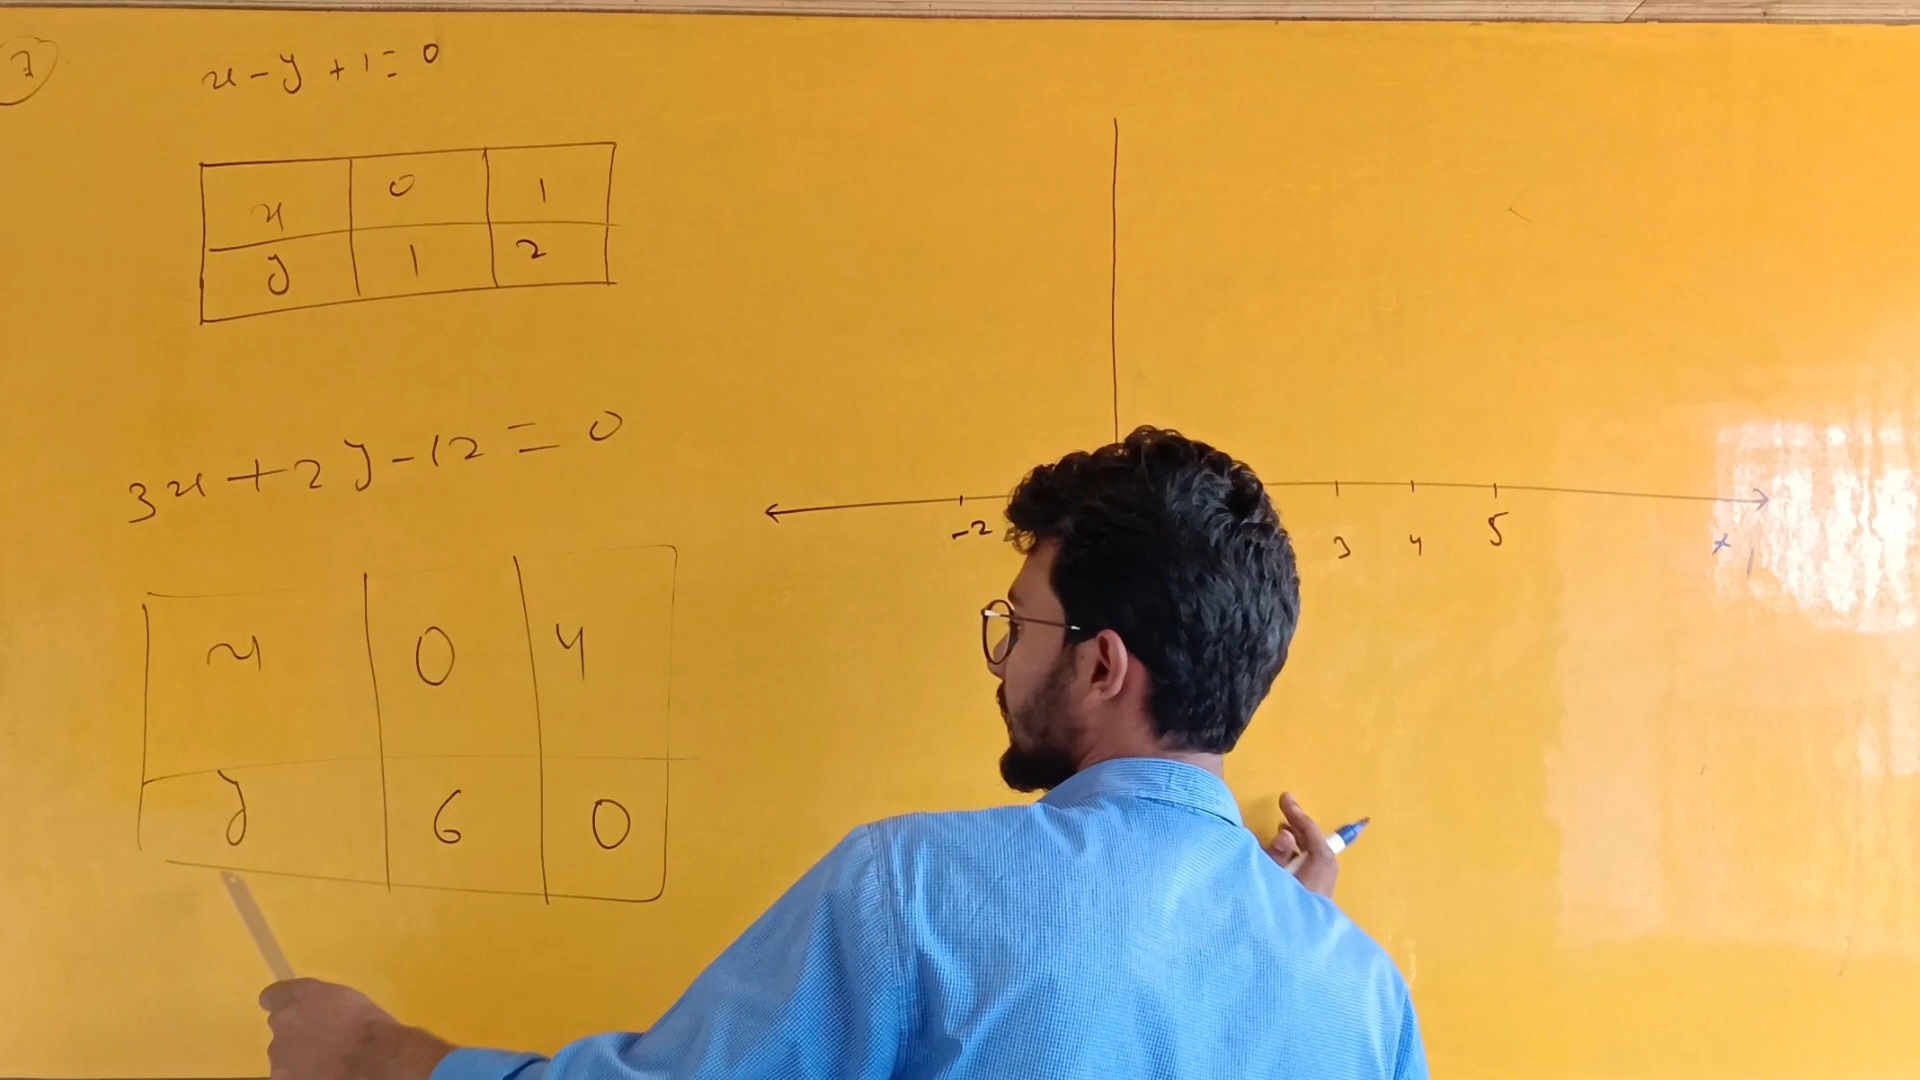 7
x - y + 1 = 0
x 0 1
y 1 2
3x + 2y - 12 = 0
x 0 4
y 6 0
-2 3 4 5
x